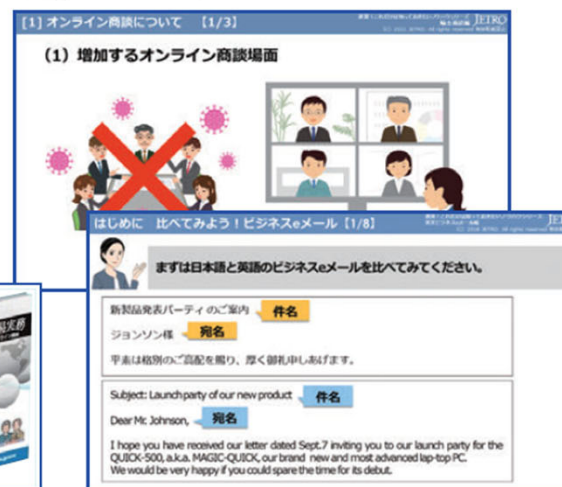 [1] オンライン商談について 【1/3】
JETRO
(1) 増加するオンライン商談場面
はじめに 比べてみよう！ビジネスeメール【1/8】
まずは日本語と英語のビジネスeメールを比べてみてください。
新製品発表パーティのご案内 件名
ジョンソン様 宛名
平素は格別のご高配を賜り、厚く御礼申しあげます。
Subject: Launch party of our new product 件名
Dear Mr. Johnson, 宛名
I hope you have received our letter dated Sept.7 inviting you to our launch party for the
QUICK-500, a.k.a. MAGIC-QUICK, our brand new and most advanced lap-top PC.
We would be very happy if you could spare the time for its debut.